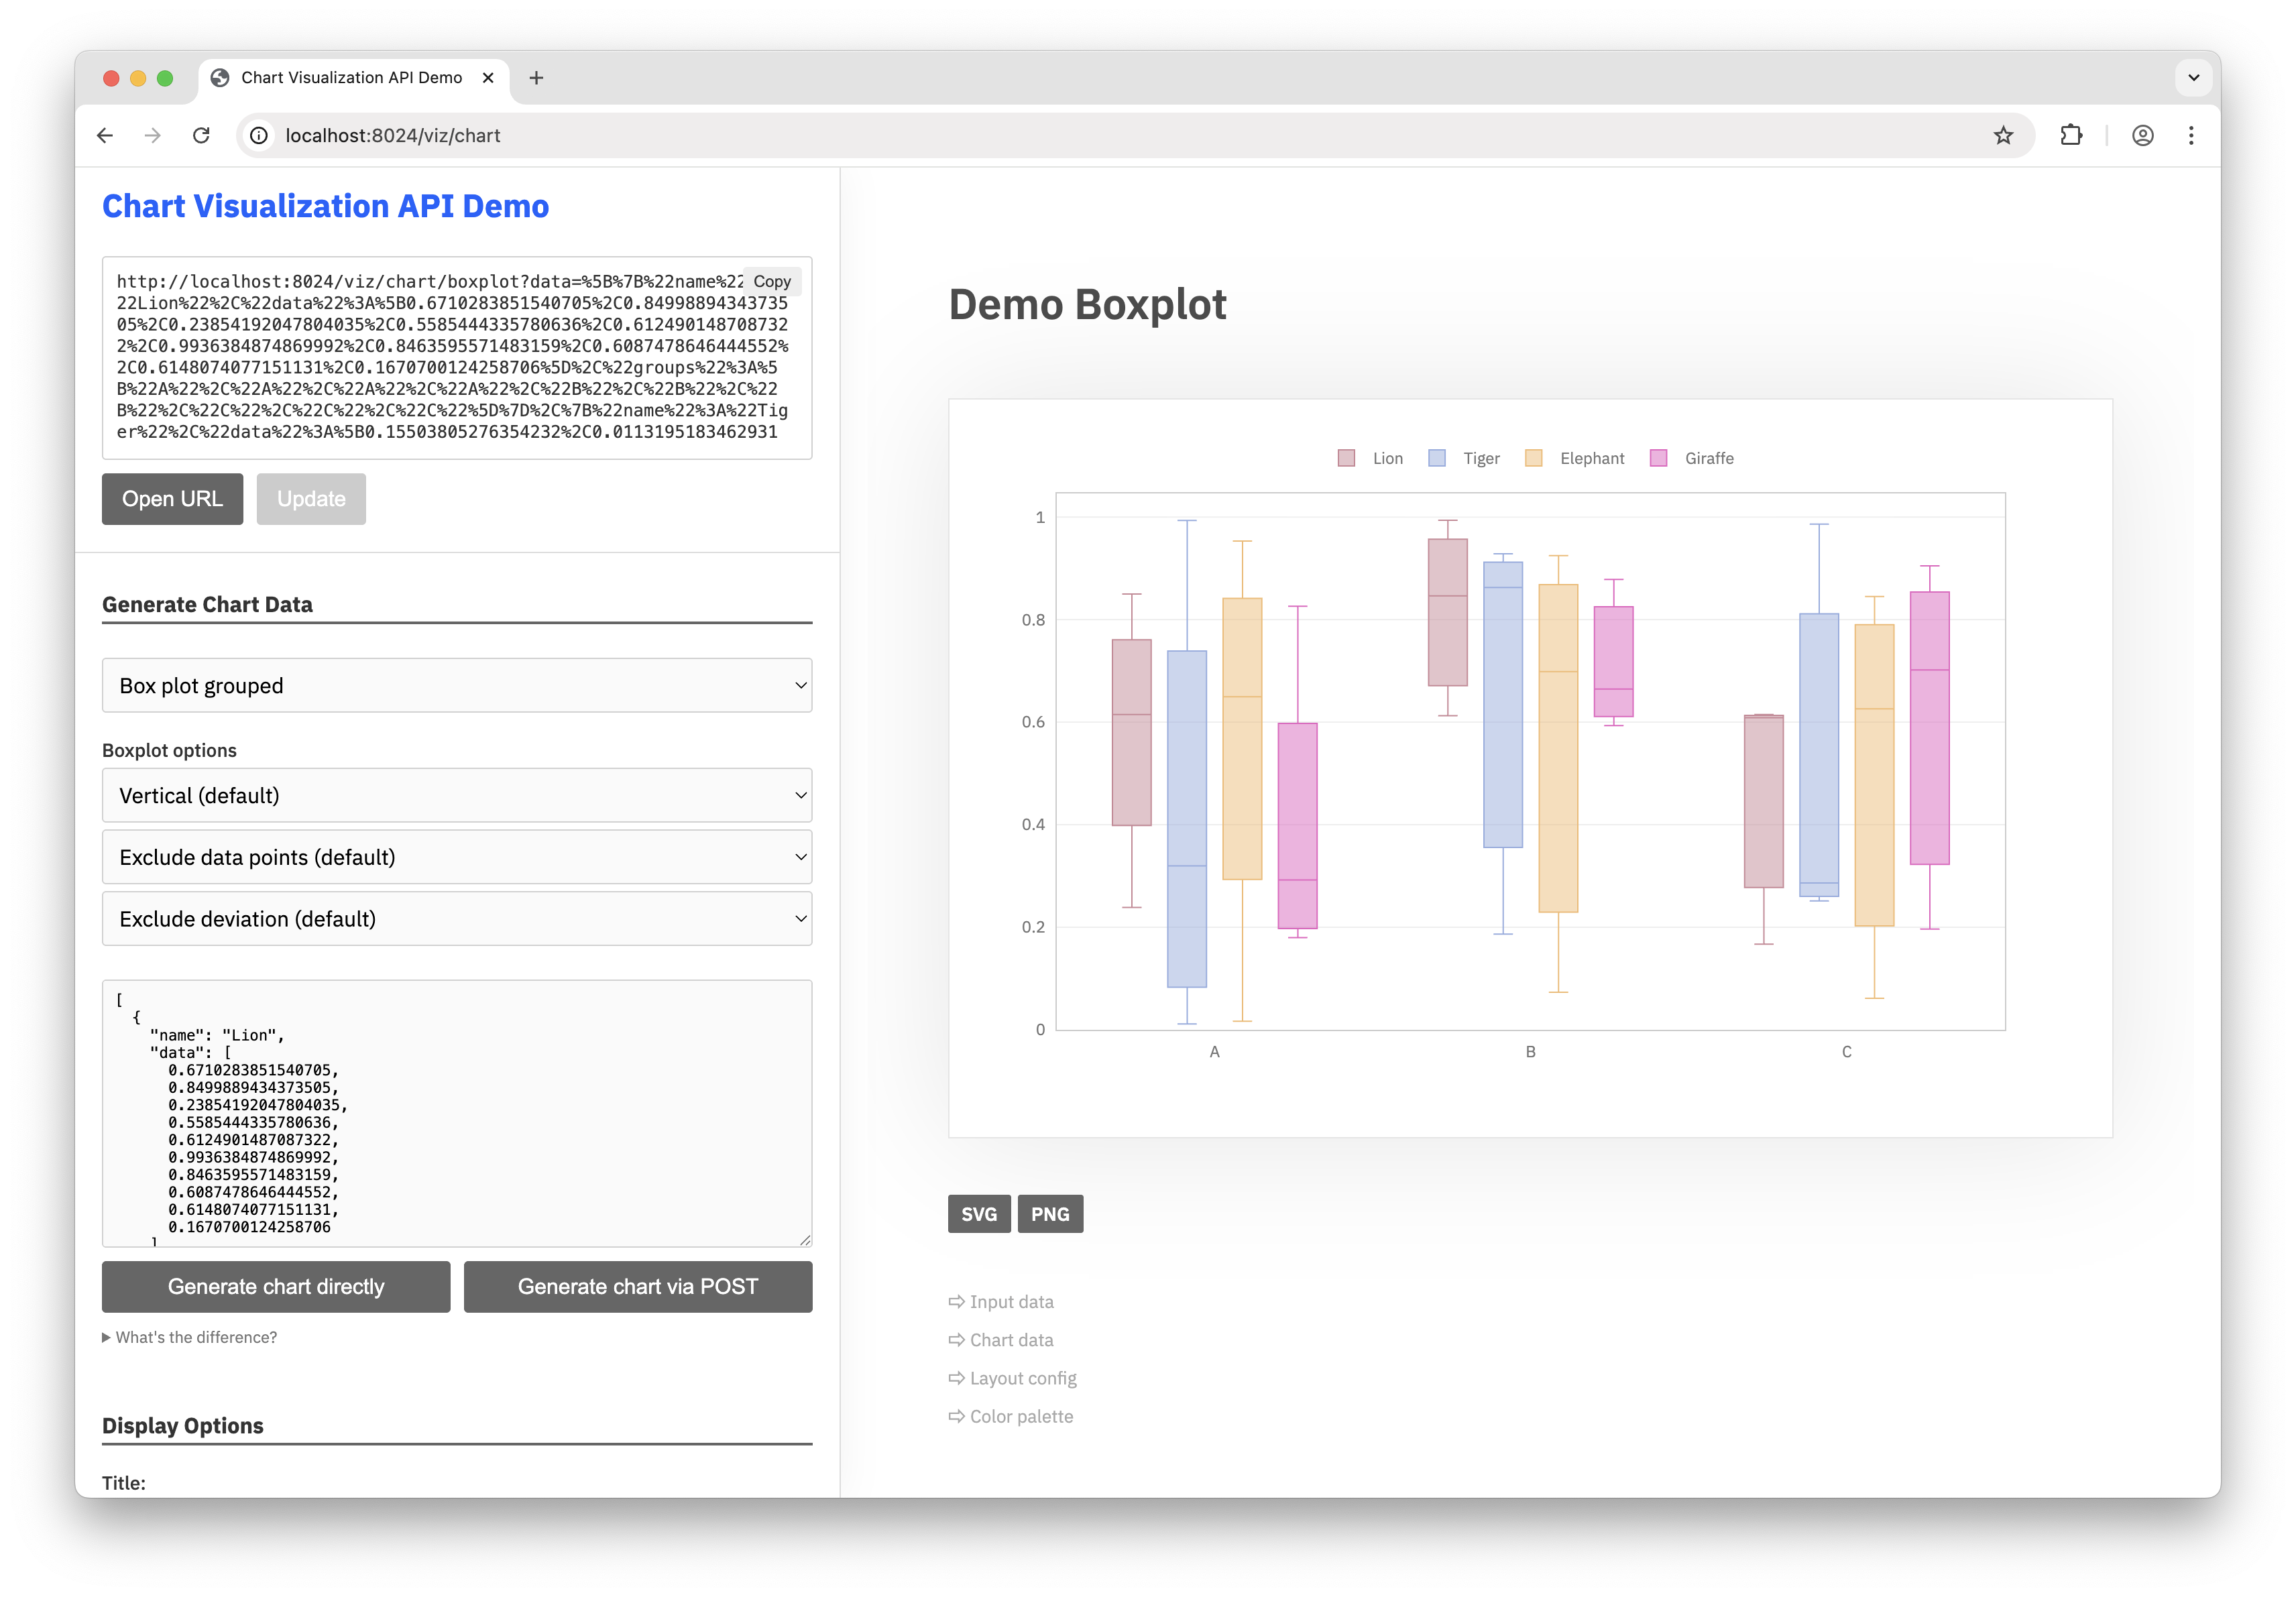 Chart Visualization API Demo
localhost:8024/viz/chart
Chart Visualization API Demo
http://localhost:8024/viz/chart/boxplot?data=%5B%7B%22name%22
Copy
22Lion%22%2C%22data%22%3A%5B0.6710283851540705%2C0.84998894343735
05%2C0.23854192047804035%2C0.5585444335780636%2C0.612490148708732
2%2C0.9936384874869992%2C0.8463595571483159%2C0.6087478646444552%
2C0.6148074077151131%2C0.1670700124258706%5D%2C%22groups%22%3A%5
B%22A%22%2C%22A%22%2C%22A%22%2C%22A%22%2C%22B%22%2C%22B%22%2C%22
B%22%2C%22C%22%2C%22C%22%2C%22C%22%5D%7D%2C%7B%22name%22%3A%22Tig
er%22%2C%22data%22%3A%5B0.15503805276354232%2C0.0113195183462931
Open URL
Update
Generate Chart Data
Box plot grouped
Boxplot options
Vertical (default)
Exclude data points (default)
Exclude deviation (default)
[
{
"name": "Lion",
"data": [
0.6710283851540705,
0.8499889434373505,
0.23854192047804035,
0.5585444335780636,
0.6124901487087322,
0.9936384874869992,
0.8463595571483159,
0.6087478646444552,
0.6148074077151131,
0.1670700124258706
]
Generate chart directly
Generate chart via POST
What's the difference?
Display Options
Title:
Demo Boxplot
Lion
Tiger
Elephant
Giraffe
1
0.8
0.6
0.4
0.2
0
A
B
C
SVG
PNG
⇨ Input data
⇨ Chart data
⇨ Layout config
⇨ Color palette